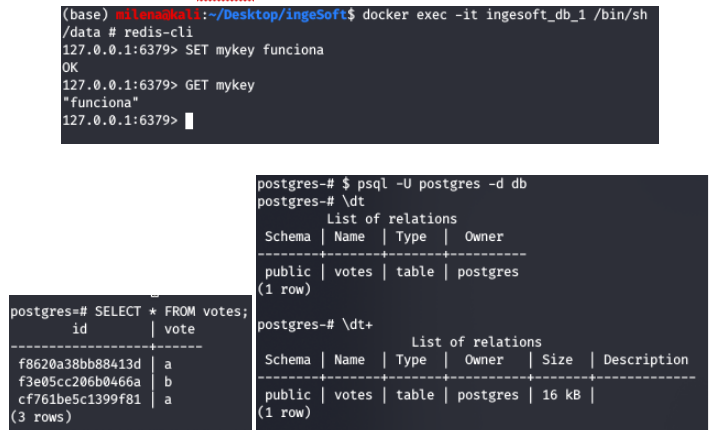 (base) milena@kali:~/Desktop/ingeSoft$ docker exec -it ingesoft_db_1 /bin/sh
/data # redis-cli
127.0.0.1:6379> SET mykey funciona
OK
127.0.0.1:6379> GET mykey
"funciona"
127.0.0.1:6379>
postgres=# SELECT * FROM votes;
id | vote
------------------+------
f8620a38bb88413d | a
f3e05cc206b0466a | b
cf761be5c1399f81 | a
(3 rows)
postgres-# $ psql -U postgres -d db
postgres-# \dt
List of relations
Schema | Name | Type | Owner
--------+-------+-------+----------
public | votes | table | postgres
(1 row)
postgres-# \dt+
List of relations
Schema | Name | Type | Owner | Size | Description
--------+-------+-------+----------+-------+-------------
public | votes | table | postgres | 16 kB |
(1 row)